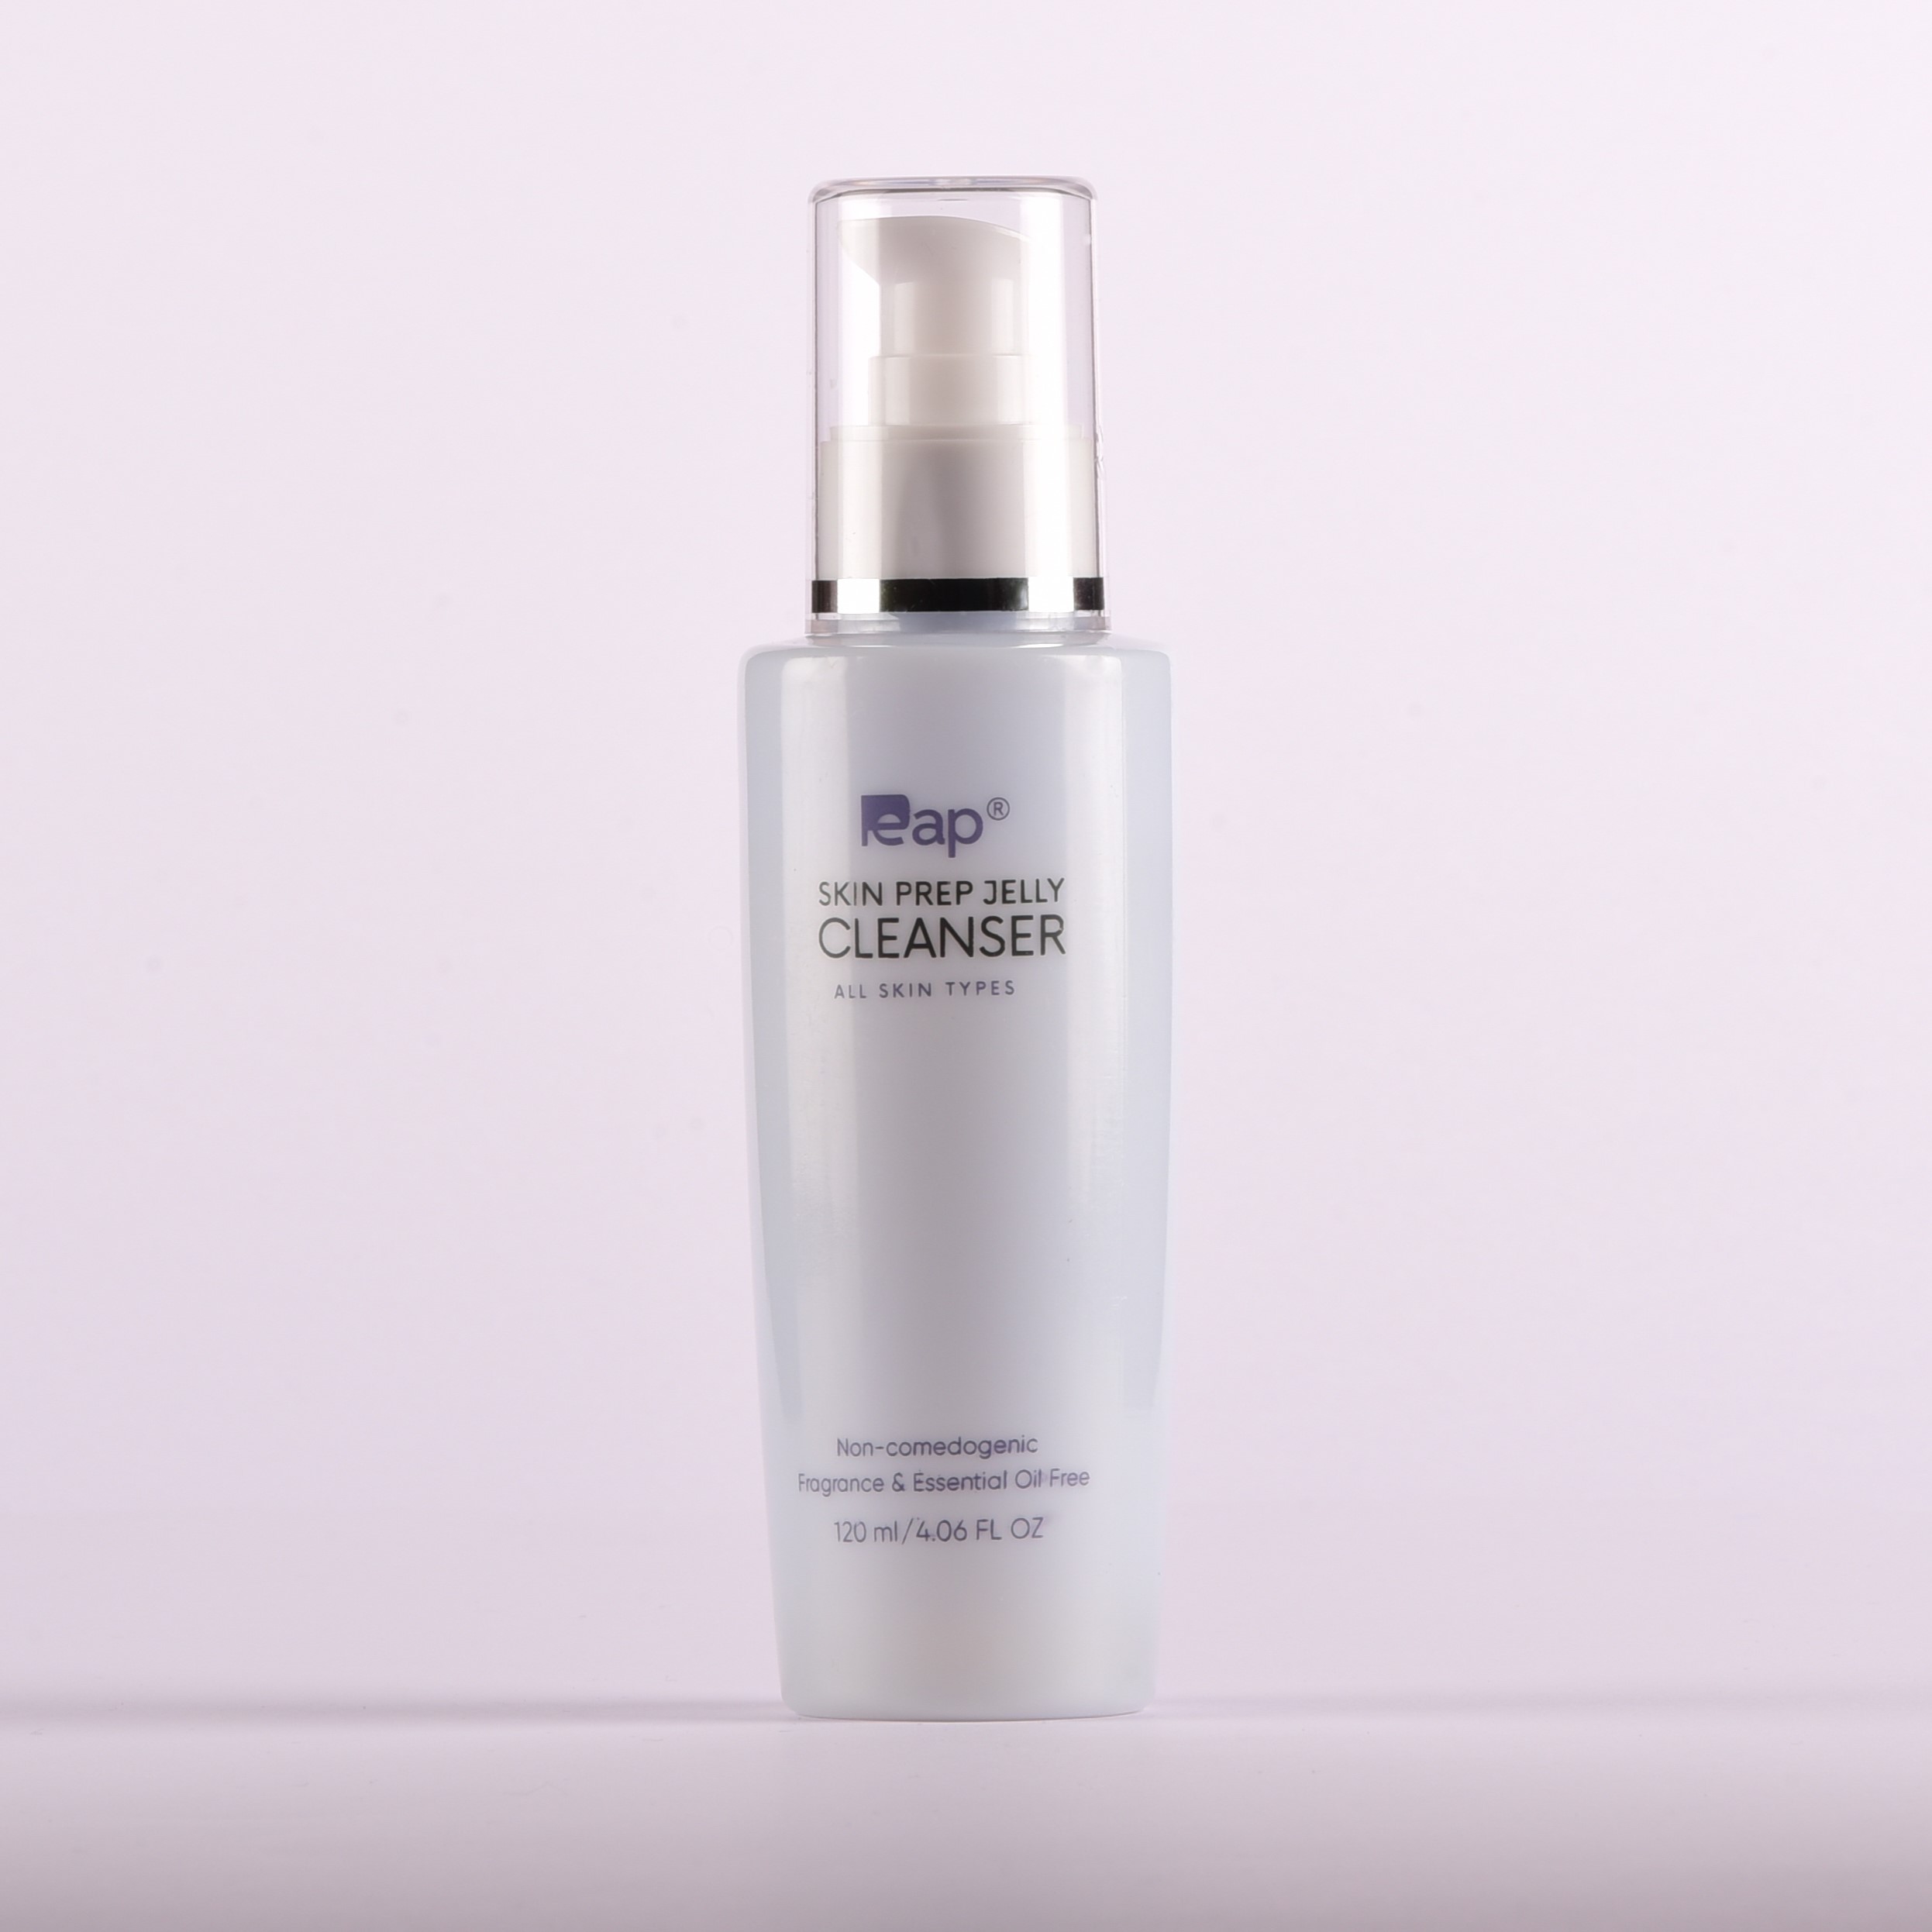 Reap®
SKIN PREP JELLY
CLEANSER
ALL SKIN TYPES
Non-comedogenic
Fragrance & Essential Oil Free
120 ml/4.06 FL OZ